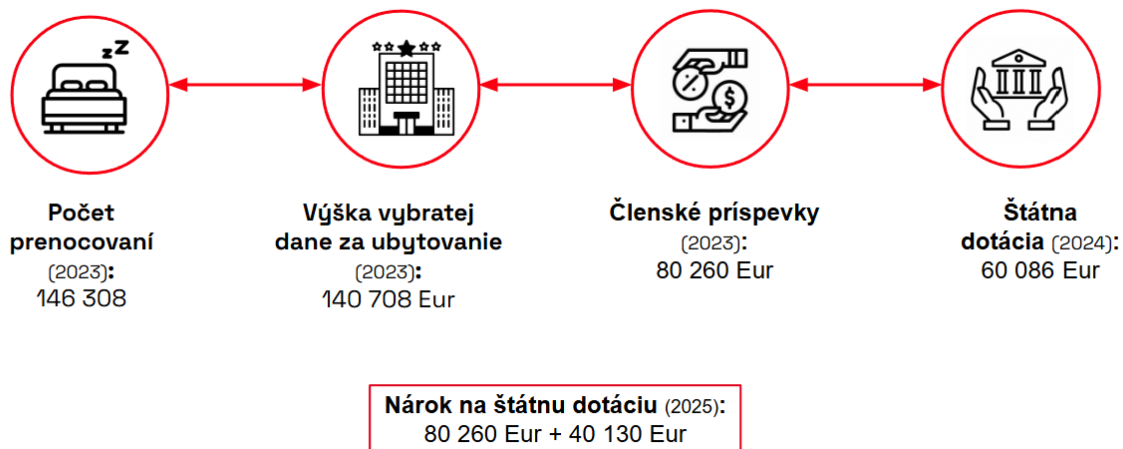 zZ
Počet
prenocovaní
(2023):
146 308
Výška vybratej
dane za ubytovanie
(2023):
140 708 Eur
Členské príspevky
(2023):
80 260 Eur
Štátna
dotácia (2024):
60 086 Eur
Nárok na štátnu dotáciu (2025):
80 260 Eur + 40 130 Eur